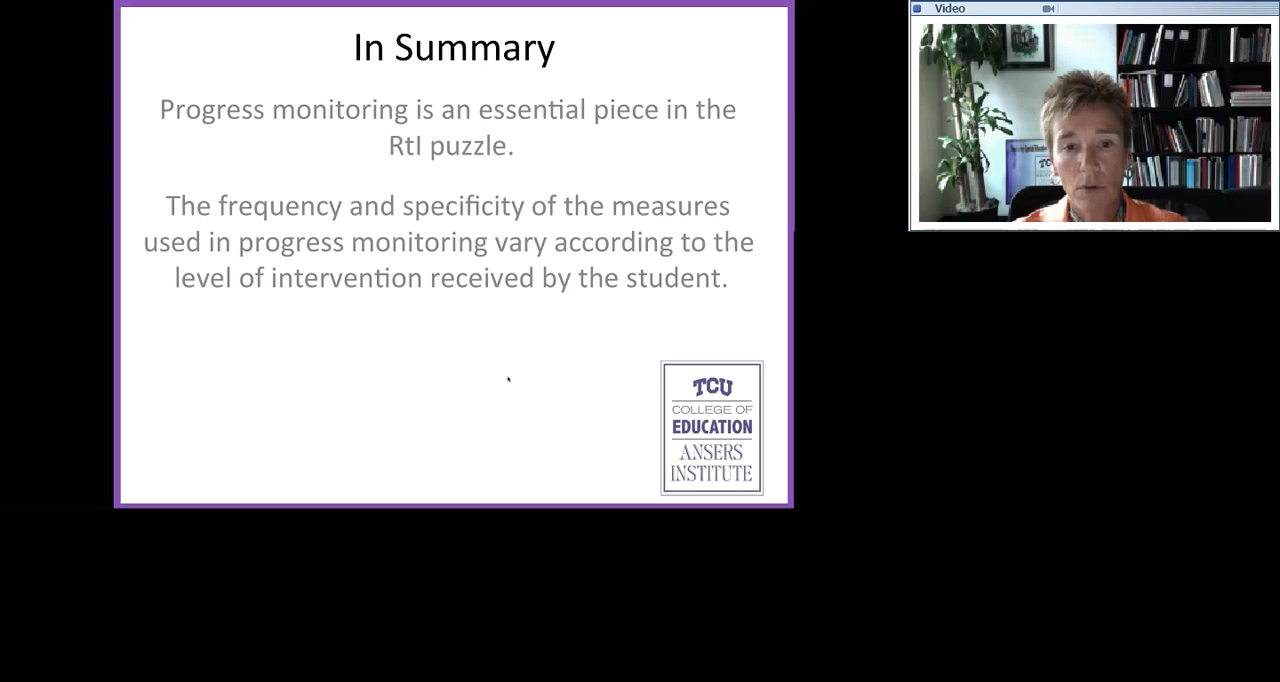 In Summary
Progress monitoring is an essential piece in the
RtI puzzle.
The frequency and specificity of the measures
used in progress monitoring vary according to the
level of intervention received by the student.
TCU
COLLEGE OF
EDUCATION
ANSERS
INSTITUTE
Video